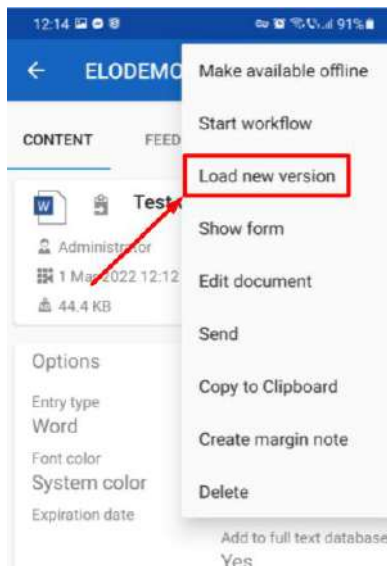 12:14 91%
← ELODEMO
CONTENT FEED
W Test
Administrator
1 Mar 2022 12:12
44.4 KB
Options
Entry type
Word
Font color
System color
Expiration date
Make available offline
Start workflow
Load new version
Show form
Edit document
Send
Copy to Clipboard
Create margin note
Delete
Add to full text database
Yes